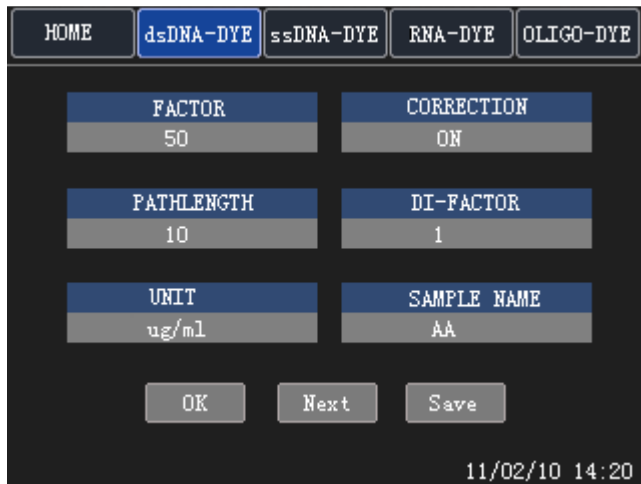 HOME dsDNA-DYE ssDNA-DYE RNA-DYE OLIGO-DYE
FACTOR CORRECTION
50 ON
PATHLENGTH DI-FACTOR
10 1
UNIT SAMPLE NAME
ug/ml AA
OK Next Save
11/02/10 14:20